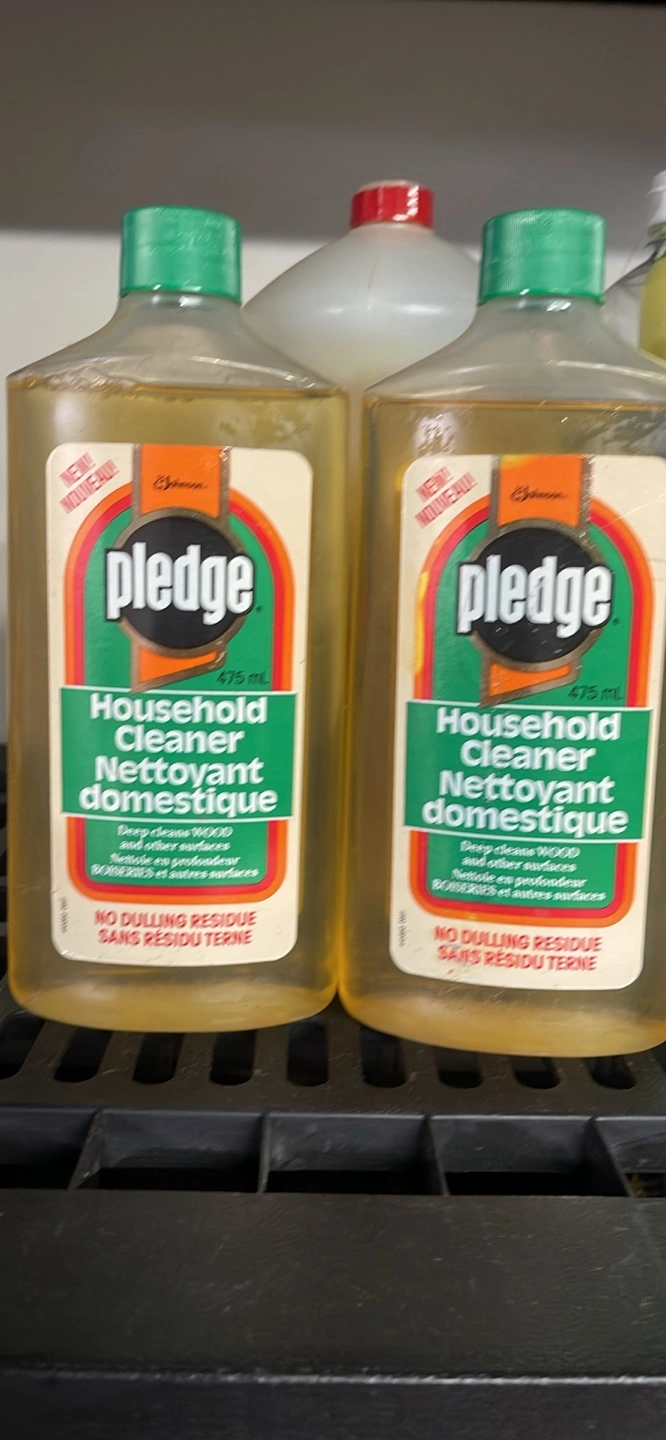 NEW!
NOUVEAU!
Johnson
pledge
475 mL
Household
Cleaner
Nettoyant
domestique
Deep cleans WOOD
and other surfaces
Nettoie en profondeur
BOISERIES et autres surfaces
NO DULLING RESIDUE
SANS RÉSIDU TERNE
NEW!
NOUVEAU!
Johnson
pledge
475 mL
Household
Cleaner
Nettoyant
domestique
Deep cleans WOOD
and other surfaces
Nettoie en profondeur
BOISERIES et autres surfaces
NO DULLING RESIDUE
SANS RÉSIDU TERNE